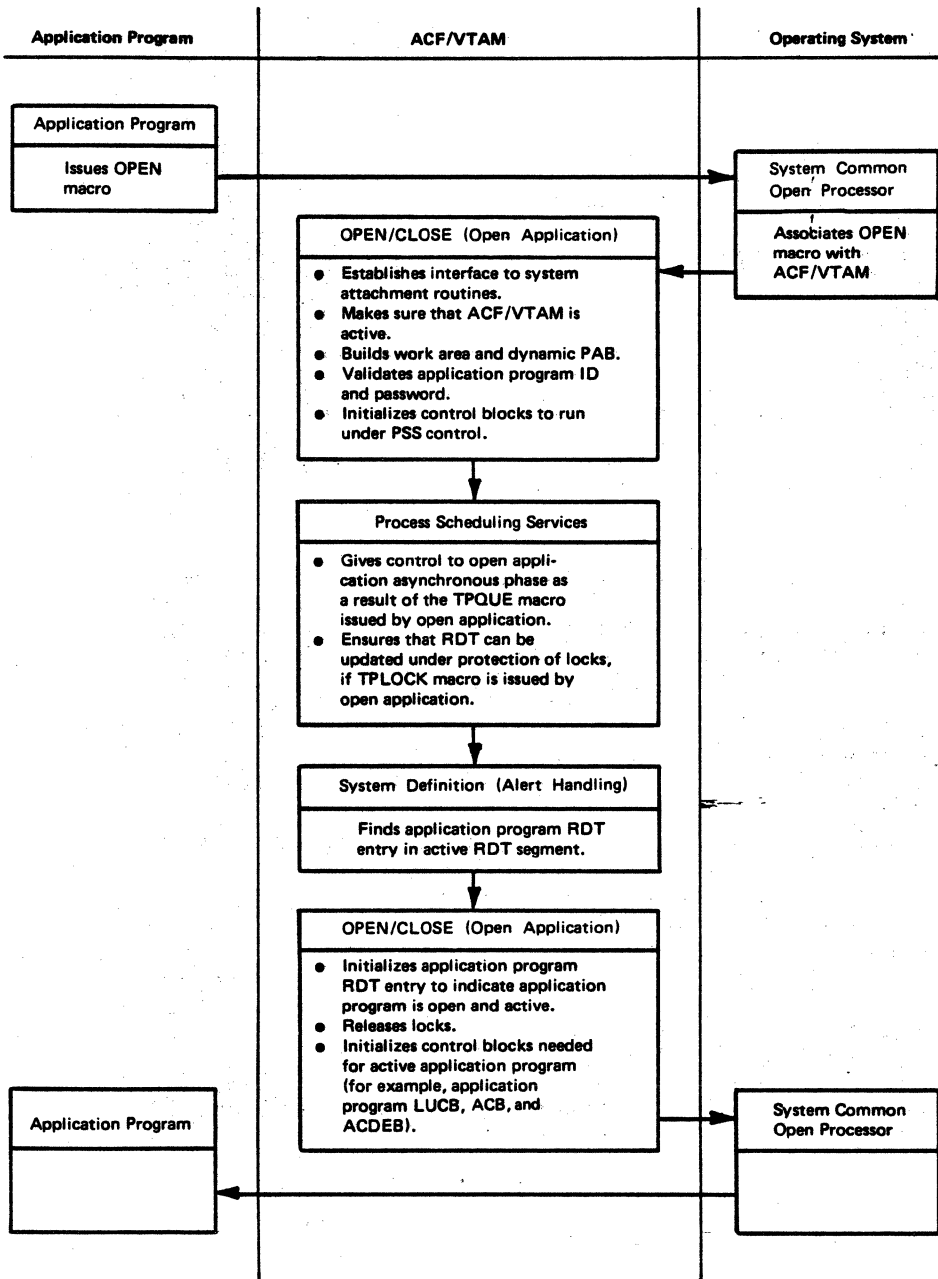 Application Program
ACF/VTAM
Operating System
Application Program
Issues OPEN
macro
System Common
Open Processor
Associates OPEN
macro with
ACF/VTAM
OPEN/CLOSE (Open Application)
● Establishes interface to system
attachment routines.
● Makes sure that ACF/VTAM is
active.
● Builds work area and dynamic PAB.
● Validates application program ID
and password.
● Initializes control blocks to run
under PSS control.
Process Scheduling Services
● Gives control to open appli-
cation asynchronous phase as
a result of the TPQUE macro
issued by open application.
● Ensures that RDT can be
updated under protection of locks,
if TPLOCK macro is issued by
open application.
System Definition (Alert Handling)
Finds application program RDT
entry in active RDT segment.
OPEN/CLOSE (Open Application)
● Initializes application program
RDT entry to indicate application
program is open and active.
● Releases locks.
● Initializes control blocks needed
for active application program
(for example, application
program LUCB, ACB, and
ACDEB).
System Common
Open Processor
Application Program